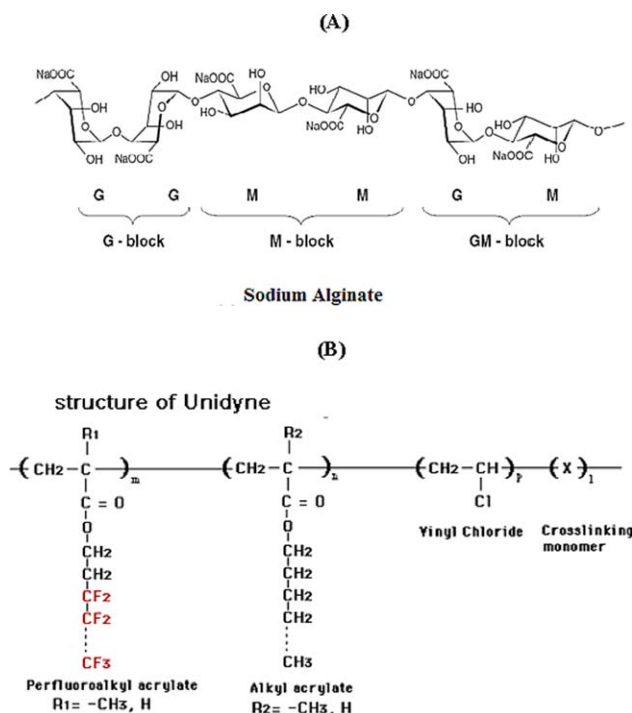 (A)
NaOOC OH NaOOC HO OH NaOOC
OH O O O OH O O HO O O HO O O OH O OH O O
OH NaOOC HO NaOOC HO OH NaOOC HO
G G M M G M
G - block M - block GM - block
Sodium Alginate
(B)
structure of Unidyne
R1 R2
(CH2 - C)m (CH2 - C)n (CH2 - CH)p (X)l
C = O C = O Cl
O O Vinyl Chloride Crosslinking
monomer
CH2 CH2
CH2 CH2
CF2 CH2
CF2 CH2
CF3 CH3
Perfluoroalkyl acrylate Alkyl acrylate
R1= -CH3, H R2= -CH3, H